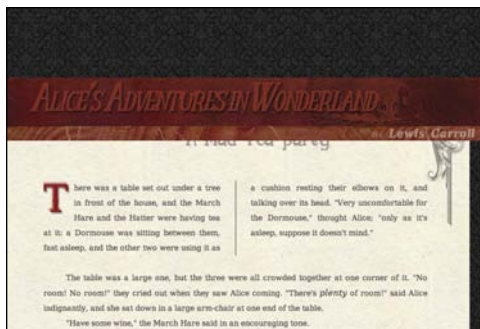 ALICE'S ADVENTURES IN WONDERLAND
Lewis Carroll
Mad Tea party
There was a table set out under a tree
in front of the house, and the March
Hare and the Hatter were having tea
at it: a Dormouse was sitting between them,
fast asleep, and the other two were using it as
a cushion resting their elbows on it, and
talking over its head. "Very uncomfortable for
the Dormouse," thought Alice; "only as it's
asleep, suppose it doesn't mind."
The table was a large one, but the three were all crowded together at one corner of it. "No
room! No room!" they cried out when they saw Alice coming. "There's plenty of room!" said Alice
indignantly, and she sat down in a large arm-chair at one end of the table.
"Have some wine," the March Hare said in an encouraging tone.